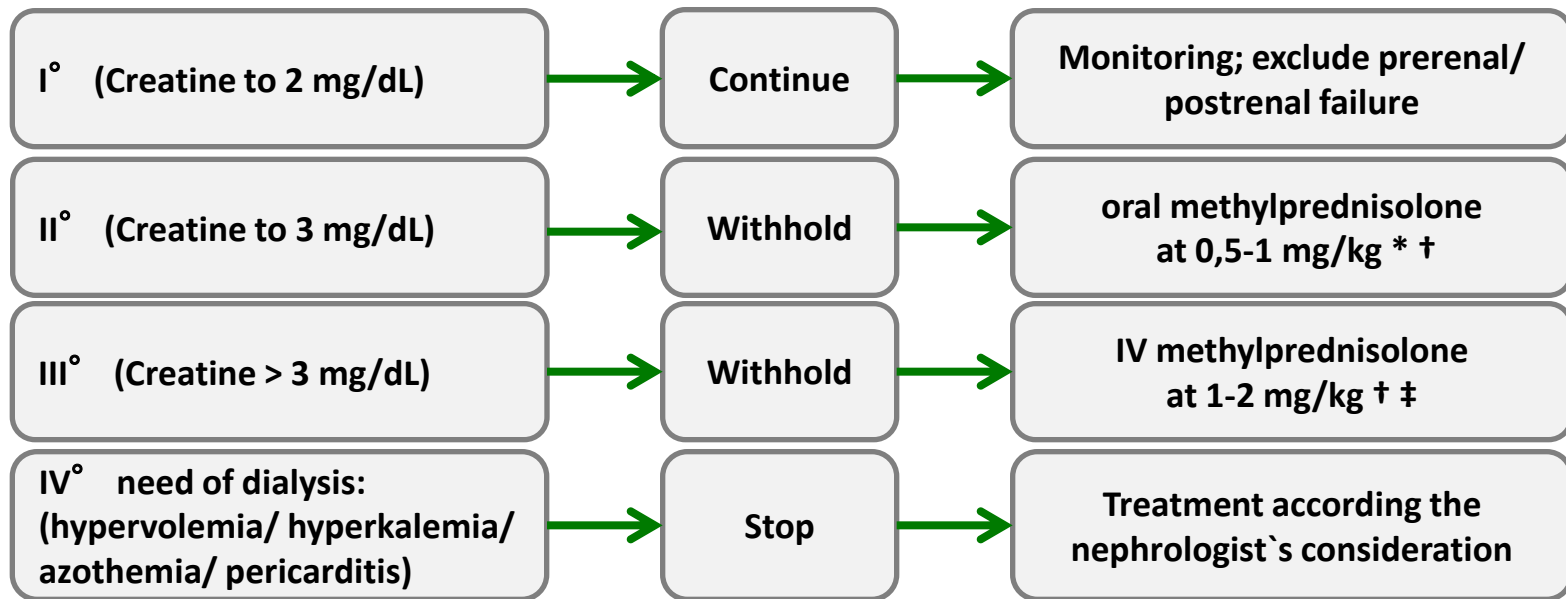 I° (Creatine to 2 mg/dL)
Continue
Monitoring; exclude prerenal/
postrenal failure
II° (Creatine to 3 mg/dL)
Withhold
oral methylprednisolone
at 0,5-1 mg/kg * †
III° (Creatine > 3 mg/dL)
Withhold
IV methylprednisolone
at 1-2 mg/kg † ‡
IV° need of dialysis:
(hypervolemia/ hyperkalemia/
azothemia/ pericarditis)
Stop
Treatment according the
nephrologist`s consideration